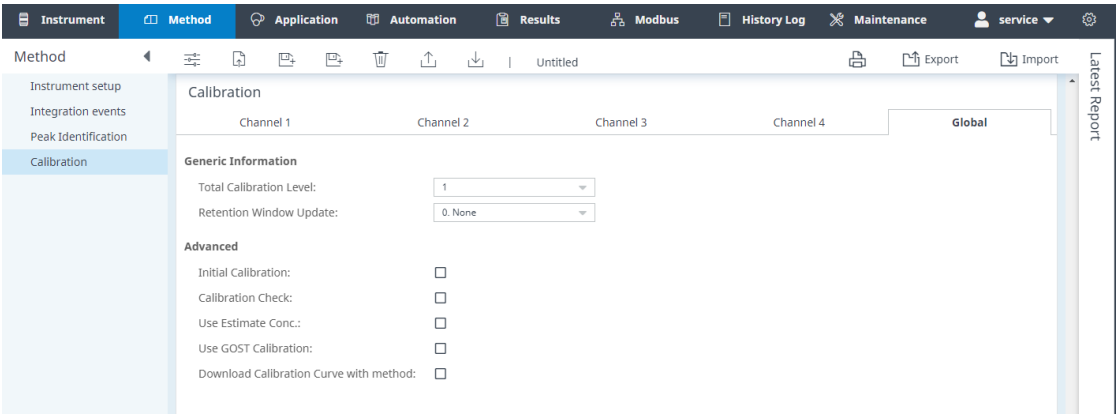 Instrument Method Application Automation Results Modbus History Log Maintenance service
Method | Untitled Export Import
Instrument setup
Integration events
Peak Identification
Calibration
Calibration
Channel 1 Channel 2 Channel 3 Channel 4 Global
Generic Information
Total Calibration Level: 1
Retention Window Update: 0. None
Advanced
Initial Calibration:
Calibration Check:
Use Estimate Conc.:
Use GOST Calibration:
Download Calibration Curve with method:
Latest Report